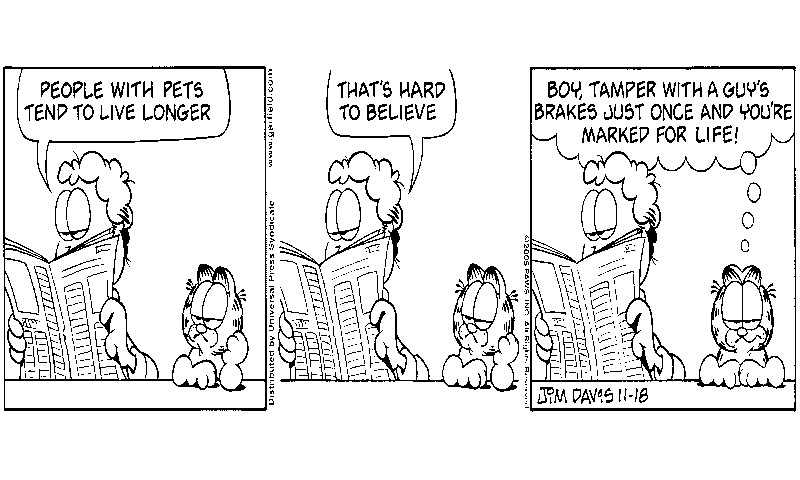 PEOPLE WITH PETS
TEND TO LIVE LONGER
www.garfield.com
Distributed by Universal Press Syndicate
THAT'S HARD
TO BELIEVE
© 2005 PAWS, INC. All Rights Reserved.
BOY, TAMPER WITH A GUY'S
BRAKES JUST ONCE AND YOU'RE
MARKED FOR LIFE!
JIM DAVIS 11-18